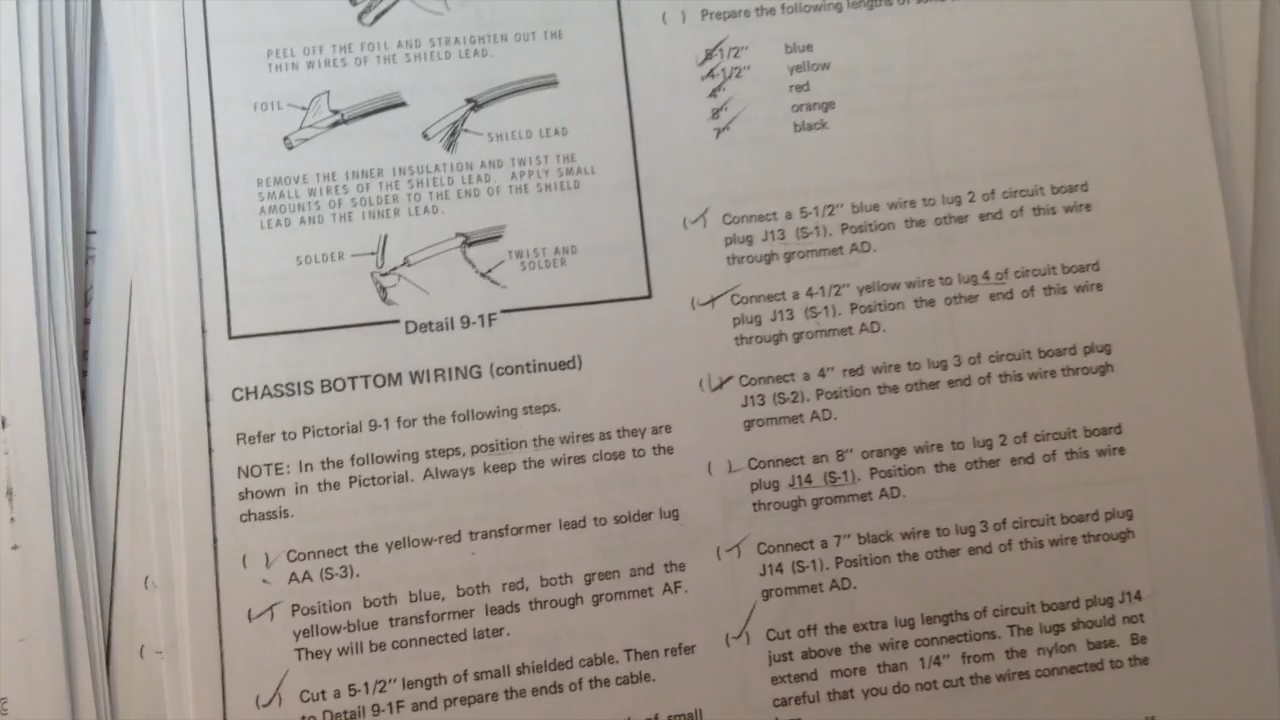 PEEL OFF THE FOIL AND STRAIGHTEN OUT THE
THIN WIRES OF THE SHIELD LEAD.
FOIL
SHIELD LEAD
REMOVE THE INNER INSULATION AND TWIST THE
SMALL WIRES OF THE SHIELD LEAD. APPLY SMALL
AMOUNTS OF SOLDER TO THE END OF THE SHIELD
LEAD AND THE INNER LEAD.
SOLDER
TWIST AND
SOLDER
Detail 9-1F
CHASSIS BOTTOM WIRING (continued)
Refer to Pictorial 9-1 for the following steps.
NOTE: In the following steps, position the wires as they are
shown in the Pictorial. Always keep the wires close to the
chassis.
( ) Connect the yellow-red transformer lead to solder lug
AA (S-3).
( ) Position both blue, both red, both green and the
yellow-blue transformer leads through grommet AF.
They will be connected later.
( ) Cut a 5-1/2" length of small shielded cable. Then refer
to Detail 9-1F and prepare the ends of the cable.
of small
( ) Prepare the following lengths of
5-1/2" blue
4-1/2" yellow
4" red
8" orange
7" black
( ) Connect a 5-1/2" blue wire to lug 2 of circuit board
plug J13 (S-1). Position the other end of this wire
through grommet AD.
( ) Connect a 4-1/2" yellow wire to lug 4 of circuit board
plug J13 (S-1). Position the other end of this wire
through grommet AD.
( ) Connect a 4" red wire to lug 3 of circuit board plug
J13 (S-2). Position the other end of this wire through
grommet AD.
( ) Connect an 8" orange wire to lug 2 of circuit board
plug J14 (S-1). Position the other end of this wire
through grommet AD.
( ) Connect a 7" black wire to lug 3 of circuit board plug
J14 (S-1). Position the other end of this wire through
grommet AD.
( ) Cut off the extra lug lengths of circuit board plug J14
just above the wire connections. The lugs should not
extend more than 1/4" from the nylon base. Be
careful that you do not cut the wires connected to the